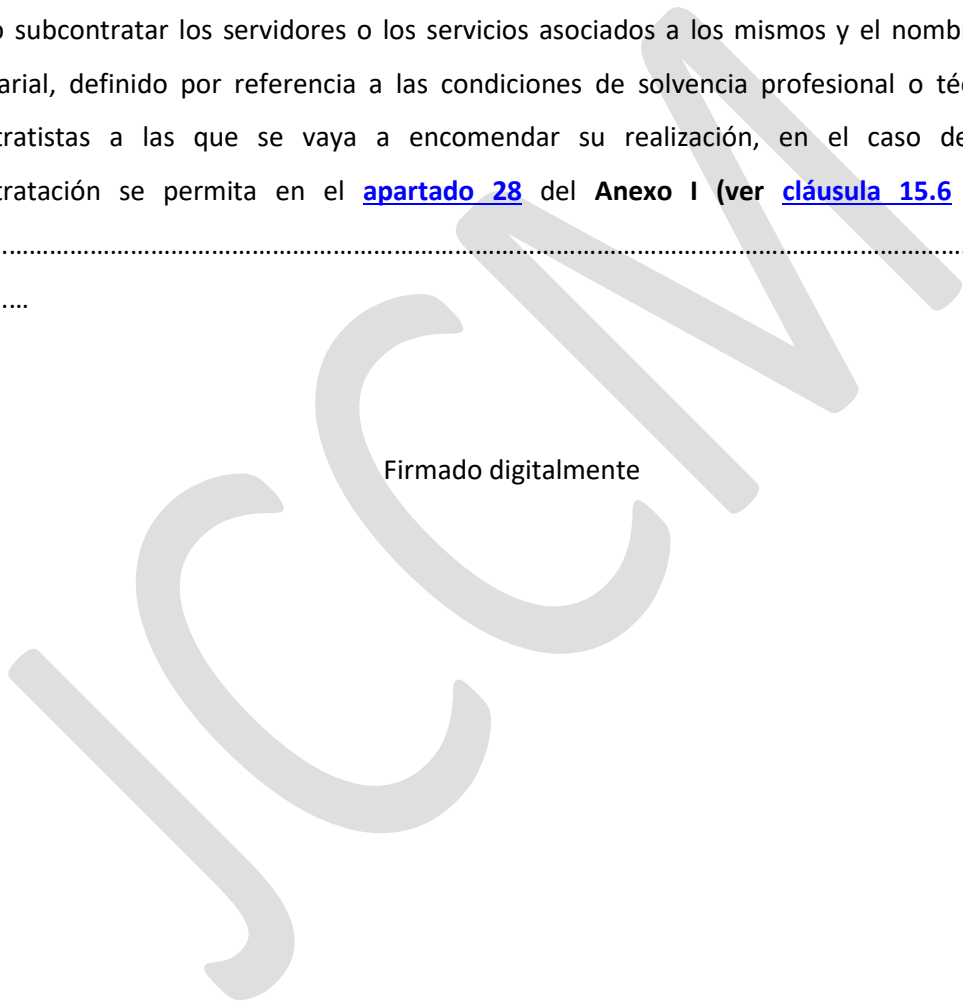 o subcontratar los servidores o los servicios asociados a los mismos y el nombr
arial, definido por referencia a las condiciones de solvencia profesional o té
tratistas a las que se vaya a encomendar su realización, en el caso de
tratación se permita en el apartado 28 del Anexo I (ver cláusula 15.6
................................................................................................................................
.....
Firmado digitalmente
JCCM